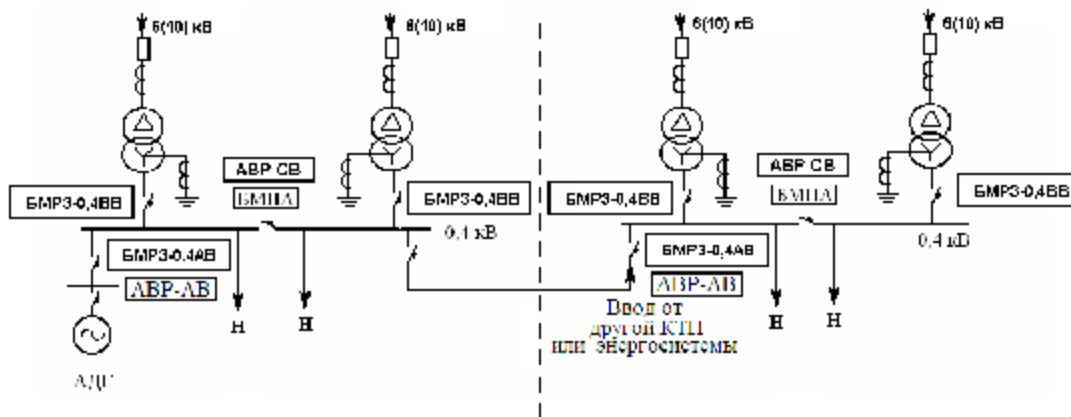 6(10) кВ
6(10) кВ
6(10) кВ
6(10) кВ
АВР СВ
БМПА
БМРЗ-0,4ВВ
БМРЗ-0,4ВВ
0,4 кВ
БМРЗ-0,4АВ
АВР-АВ
Н
Н
АДГ
АВР СВ
БМПА
БМРЗ-0,4ВВ
БМРЗ-0,4ВВ
0,4 кВ
БМРЗ-0,4АВ
АВР-АВ
Ввод от
другой КТП
или энергосистемы
Н
Н